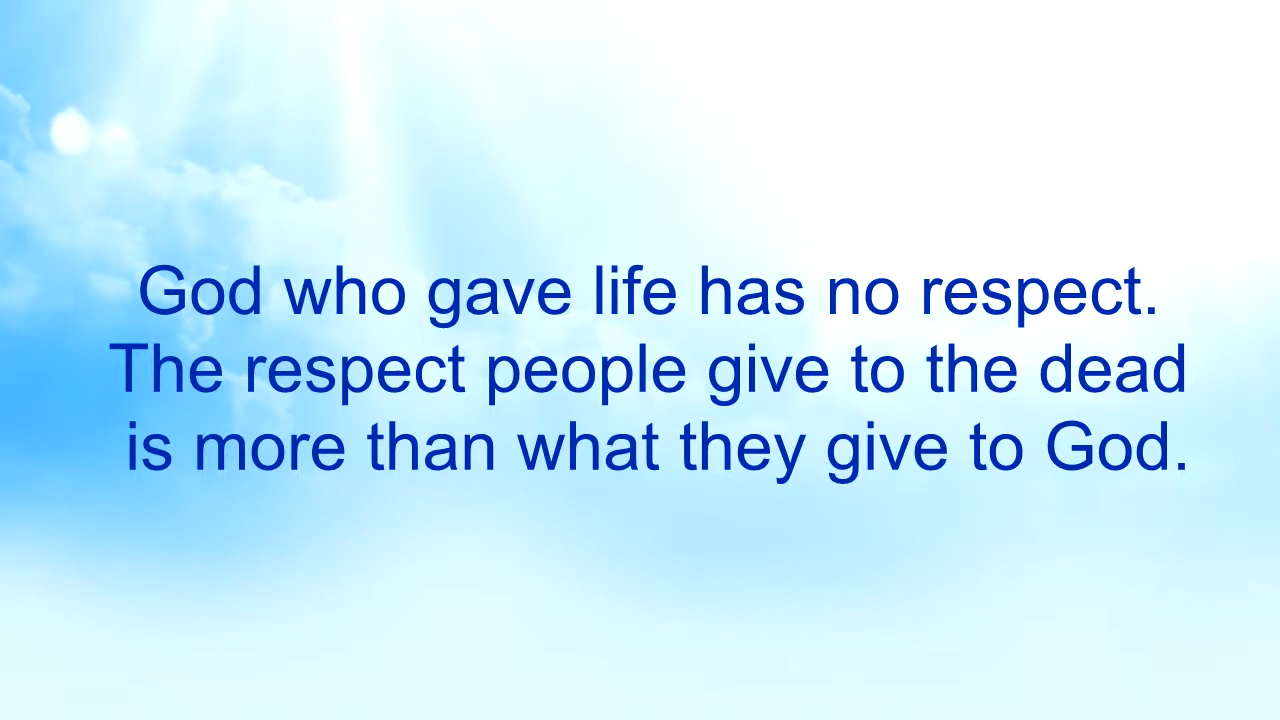 God who gave life has no respect.
The respect people give to the dead
is more than what they give to God.